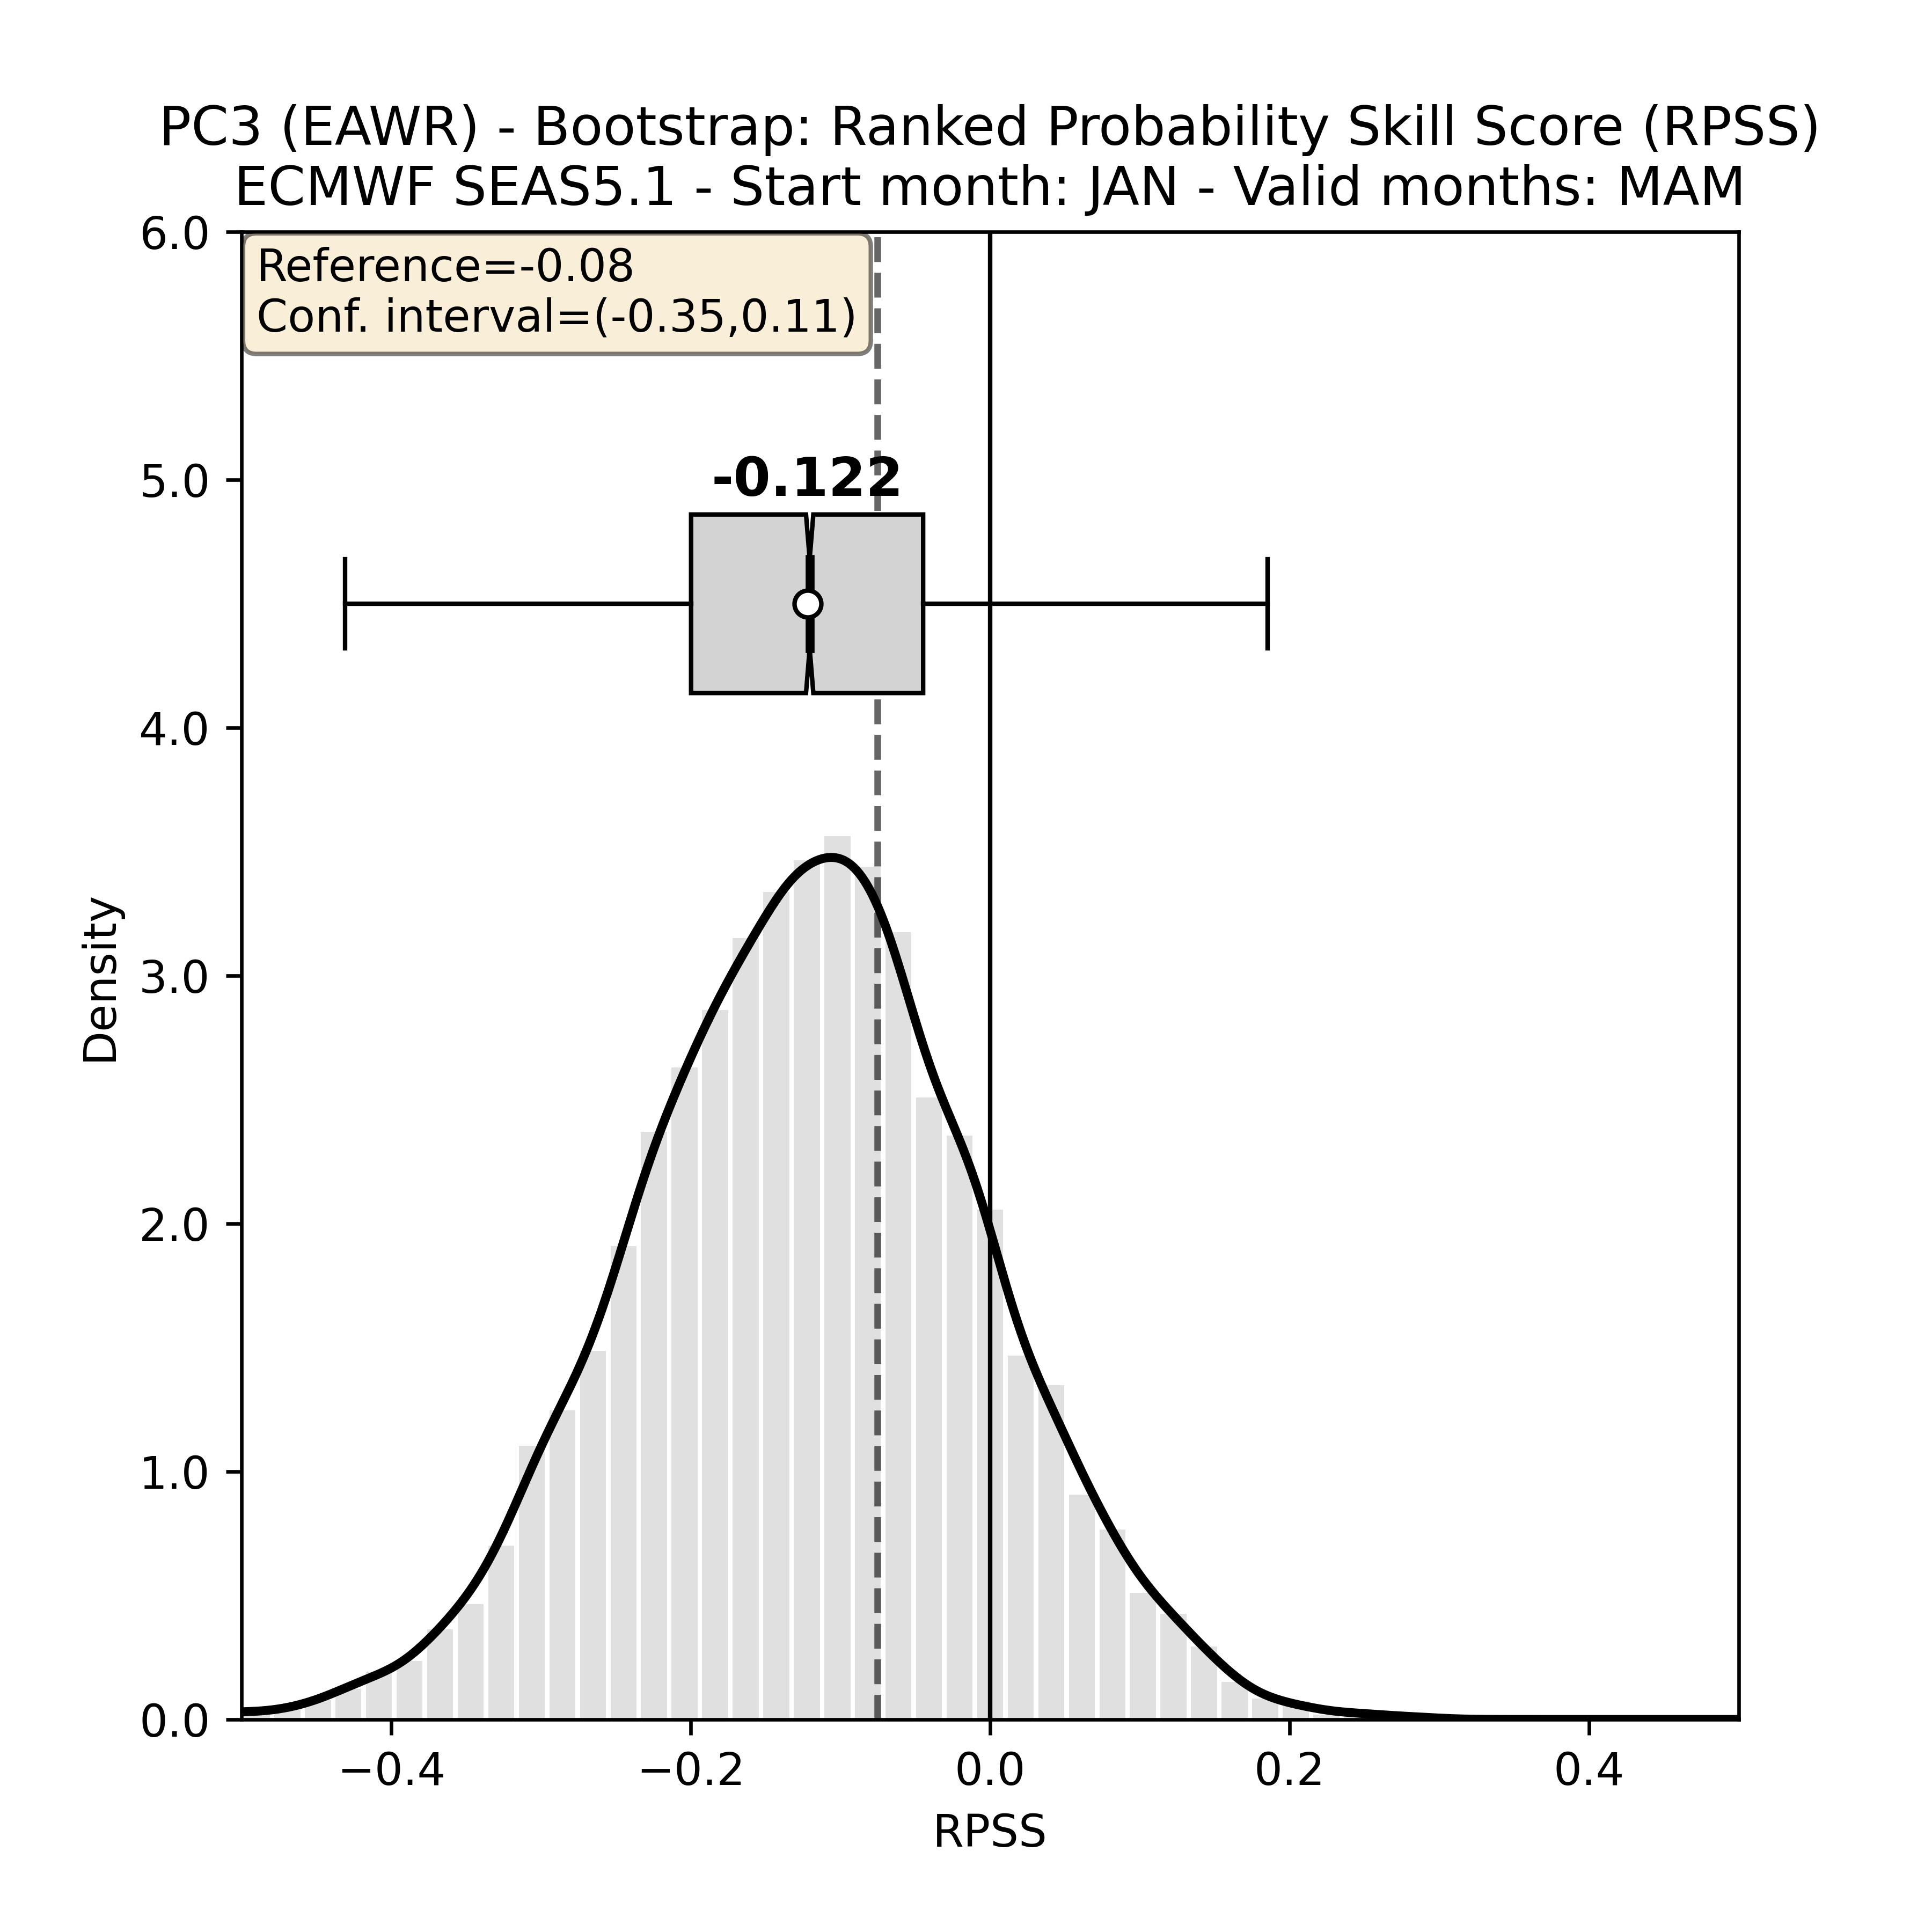 PC3 (EAWR) - Bootstrap: Ranked Probability Skill Score (RPSS)
ECMWF SEAS5.1 - Start month: JAN - Valid months: MAM
6.0
Reference=-0.08
Conf. interval=(-0.35,0.11)
5.0
-0.122
4.0
3.0
2.0
1.0
0.0
Density
−0.4 −0.2 0.0 0.2 0.4
RPSS